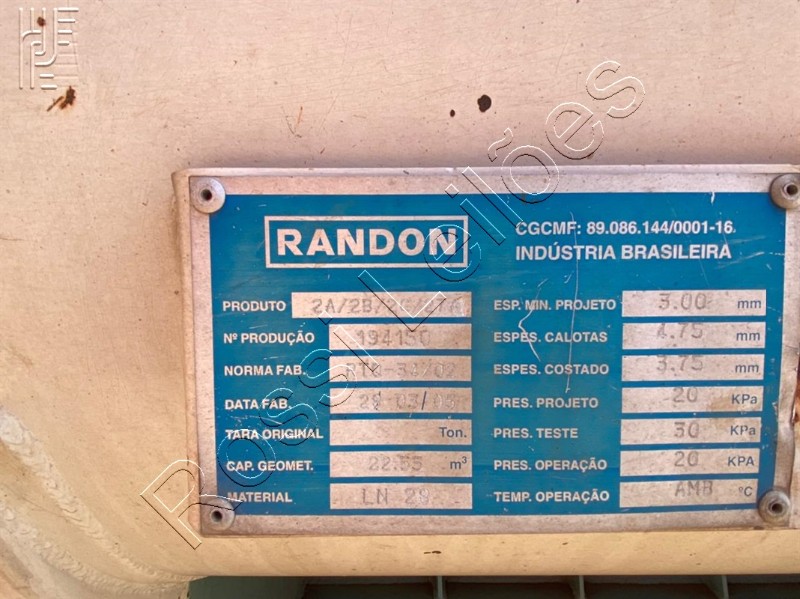 RANDON
CGCMF: 89.086.144/0001-16
INDÚSTRIA BRASILEIRA
PRODUTO
Nº PRODUÇÃO 194150
NORMA FAB.
DATA FAB.
TARA ORIGINAL Ton.
CAP. GEOMET. 22.55 m³
MATERIAL LN 28
ESP. MIN. PROJETO 3.00 mm
ESPES. CALOTAS 4.75 mm
ESPES. COSTADO 3.75 mm
PRES. PROJETO 20 KPa
PRES. TESTE 30 KPa
PRES. OPERAÇÃO 20 KPA
TEMP. OPERAÇÃO AMB ºC
Rossi Leilões